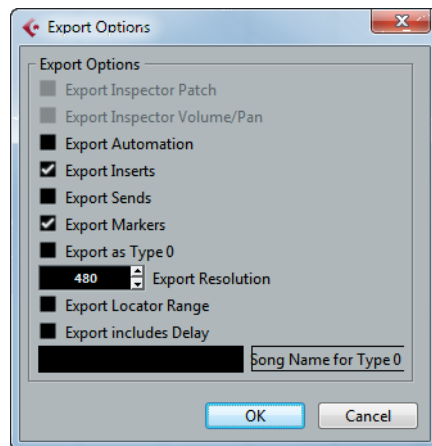 Export Options
Export Options
Export Inspector Patch
Export Inspector Volume/Pan
Export Automation
Export Inserts
Export Sends
Export Markers
Export as Type 0
480 Export Resolution
Export Locator Range
Export includes Delay
Song Name for Type 0
OK Cancel